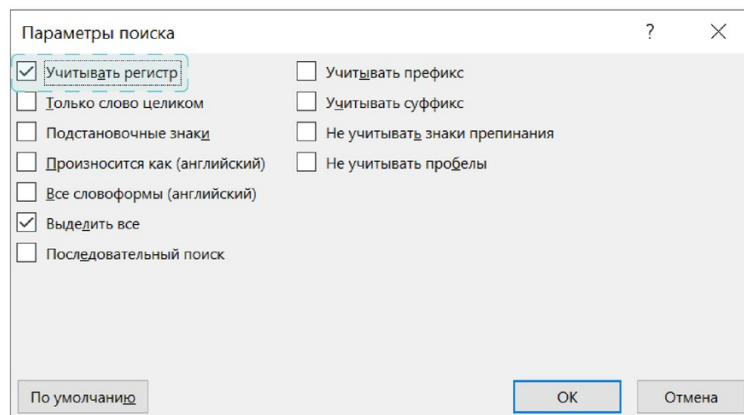 Параметры поиска ?
Учитывать регистр
Только слово целиком
Подстановочные знаки
Произносится как (английский)
Все словоформы (английский)
Выделить все
Последовательный поиск
Учитывать префикс
Учитывать суффикс
Не учитывать знаки препинания
Не учитывать пробелы
По умолчанию
ОК
Отмена